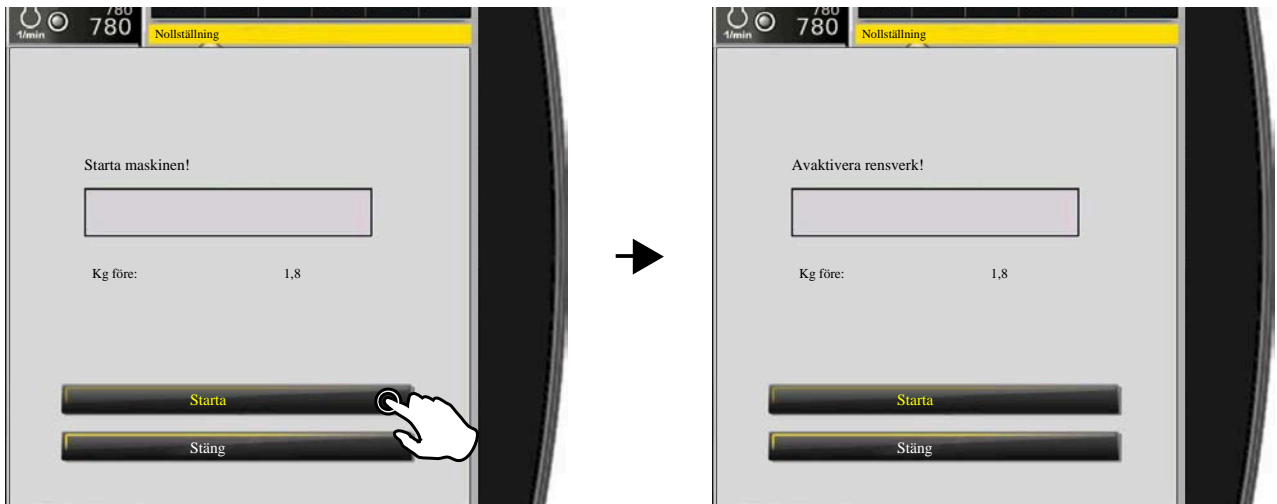 780
1/min 780
Nollställning
Starta maskinen!
Kg före: 1,8
Starta
Stäng
780
1/min 780
Nollställning
Avaktivera rensverk!
Kg före: 1,8
Starta
Stäng